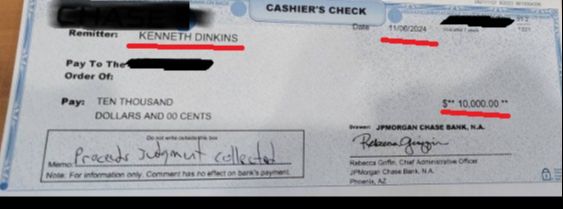 CASHIER'S CHECK
Remitter: KENNETH DINKINS
Date 11/06/2024
Pay To The
Order Of:
Pay: TEN THOUSAND
DOLLARS AND 00 CENTS
$** 10,000.00 **
Do not write outside this box
Memo: Proceeds Judgment collected
Note: For information only. Comment has no effect on bank's payment.
Drawer: JPMORGAN CHASE BANK, N.A.
Rebecca Griffin, Chief Administrative Officer
JPMorgan Chase Bank, N.A.
Phoenix, AZ